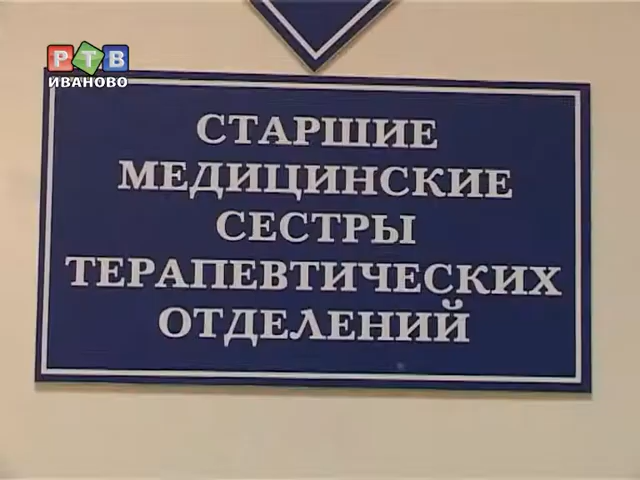 РТВ
ИВАНОВО
СТАРШИЕ
МЕДИЦИНСКИЕ
СЕСТРЫ
ТЕРАПЕВТИЧЕСКИХ
ОТДЕЛЕНИЙ